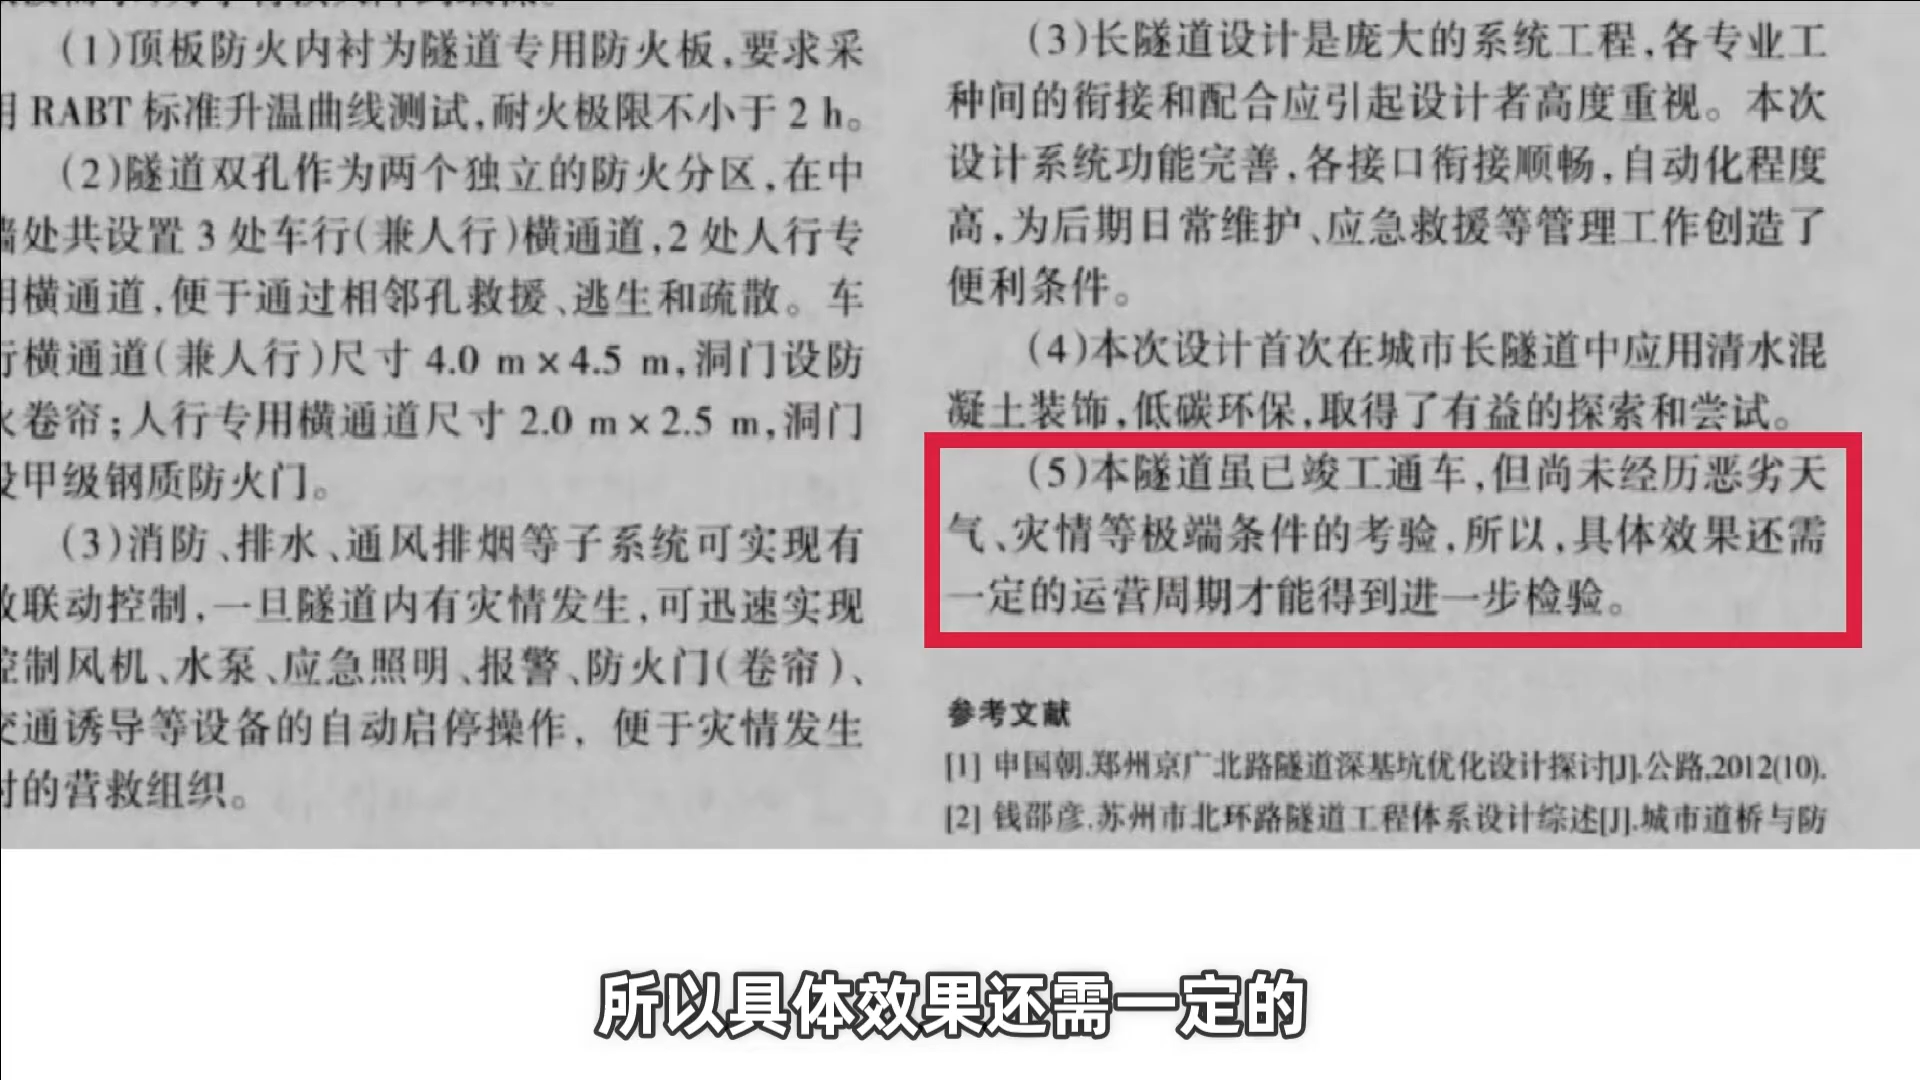 (1)顶板防火内衬为隧道专用防火板,要求采
RABT标准升温曲线测试,耐火极限不小于2 h。
(2)隧道双孔作为两个独立的防火分区,在中
处共设置3处车行(兼人行)横通道,2处人行专
横通道,便于通过相邻孔救援、逃生和疏散。车
横通道(兼人行)尺寸4.0 m×4.5 m,洞门设防
卷帘;人行专用横通道尺寸2.0 m×2.5 m,洞门
甲级钢质防火门。
(3)消防、排水、通风排烟等子系统可实现有
联动控制,一旦隧道内有灾情发生,可迅速实现
控制风机、水泵、应急照明、报警、防火门(卷帘)、
交通诱导等设备的自动启停操作,便于灾情发生
的营救组织。
(3)长隧道设计是庞大的系统工程,各专业工
种间的衔接和配合应引起设计者高度重视。本次
设计系统功能完善,各接口衔接顺畅,自动化程度
高,为后期日常维护、应急救援等管理工作创造了
便利条件。
(4)本次设计首次在城市长隧道中应用清水混
凝土装饰,低碳环保,取得了有益的探索和尝试。
(5)本隧道虽已竣工通车,但尚未经历恶劣天
气、灾情等极端条件的考验,所以,具体效果还需
一定的运营周期才能得到进一步检验。
参考文献
[1] 申国朝.郑州京广北路隧道深基坑优化设计探讨[J].公路,2012(10).
[2] 钱邵彦.苏州市北环路隧道工程体系设计综述[J].城市道桥与防
所以具体效果还需一定的